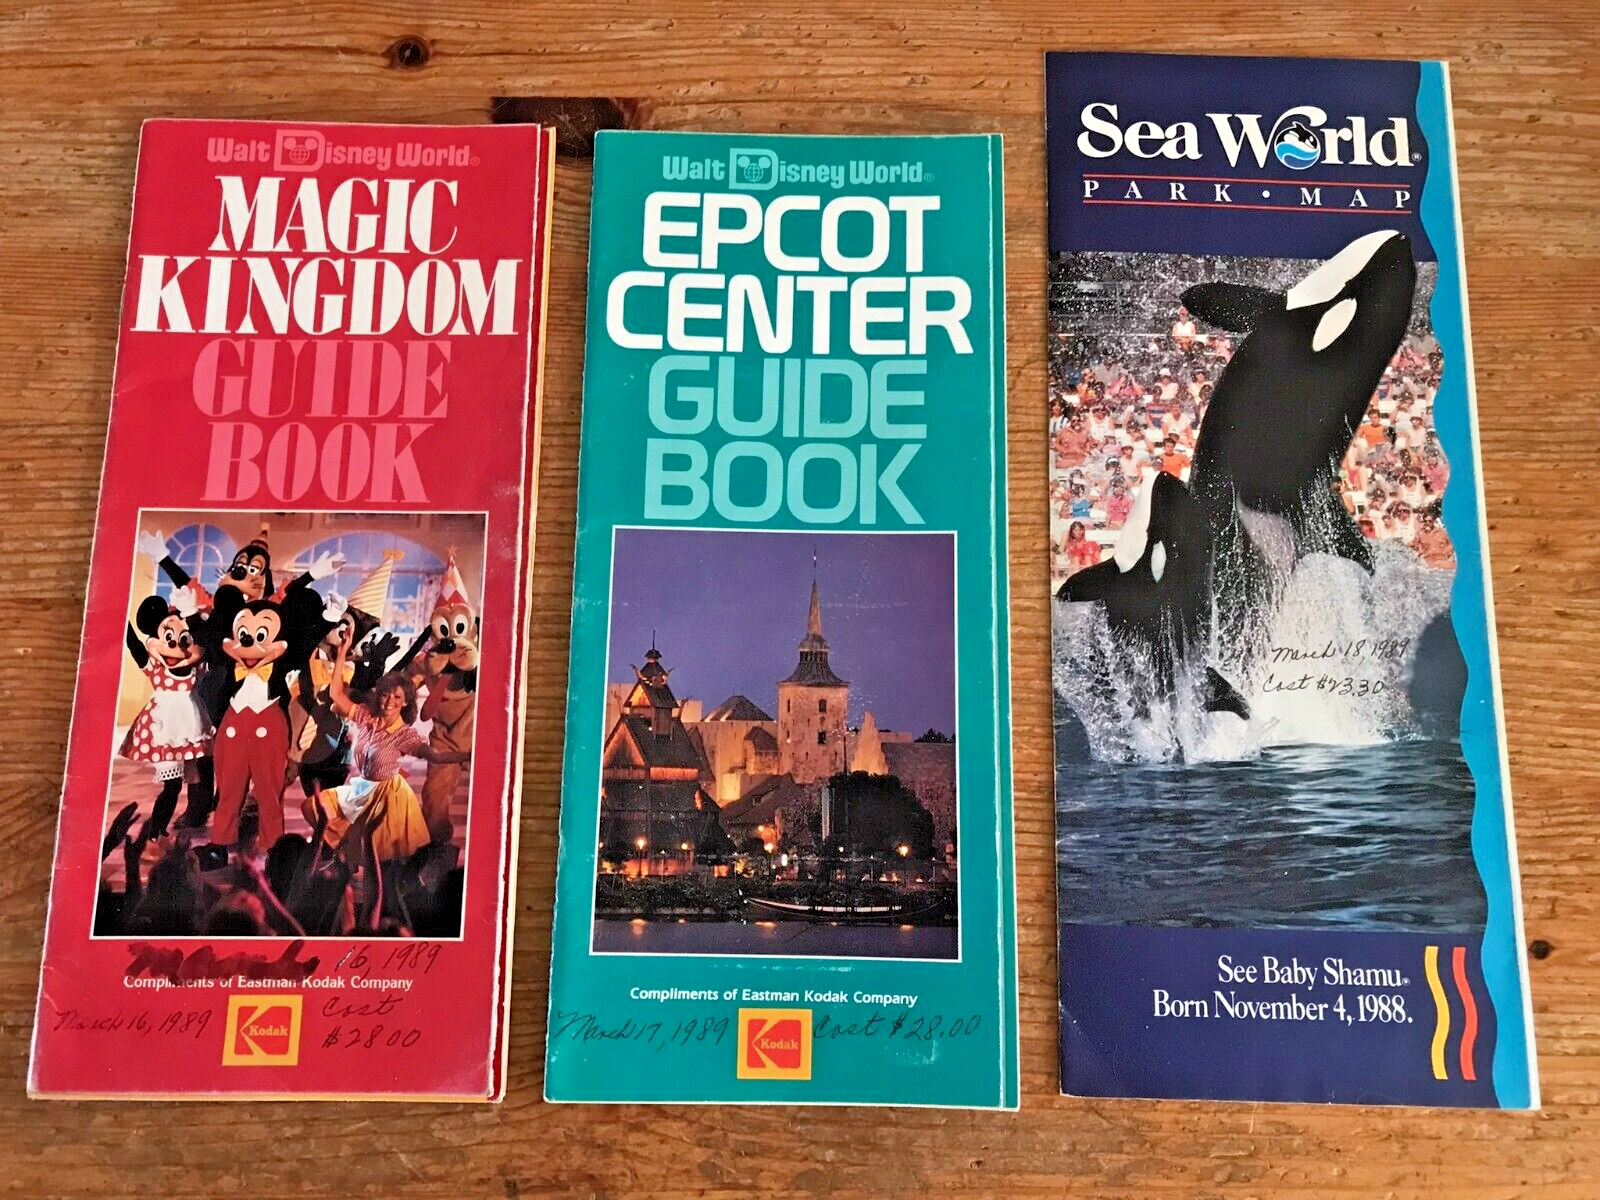 Walt Disney World®
MAGIC
KINGDOM
GUIDE
BOOK
March 16, 1989
Compliments of Eastman Kodak Company
March 16, 1989
Kodak
Cost
$28.00
Walt Disney World®
EPCOT
CENTER
GUIDE
BOOK
Compliments of Eastman Kodak Company
March 17, 1989
Kodak
Cost $28.00
Sea World®
PARK • MAP
March 18, 1989
Cost $23.30
See Baby Shamu®
Born November 4, 1988.